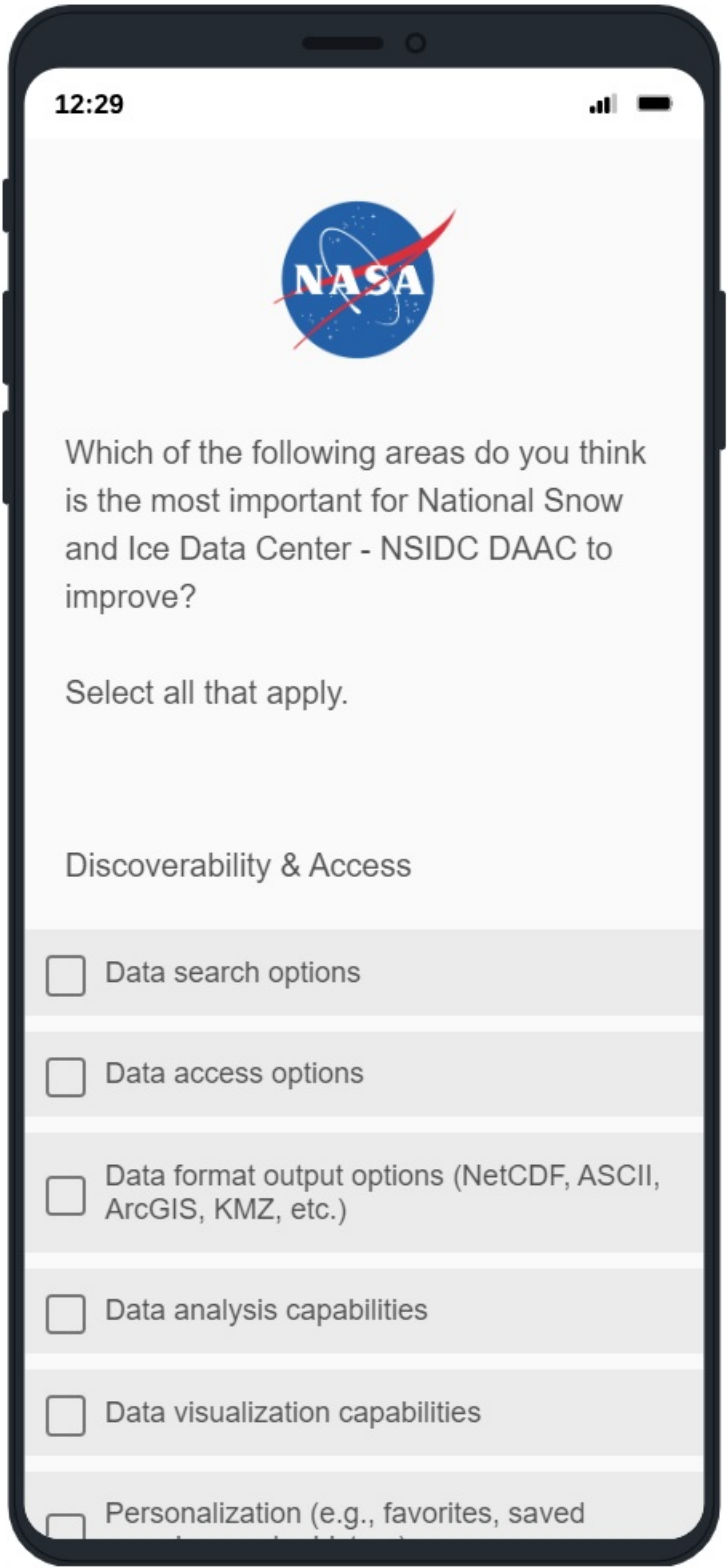 12:29
NASA
Which of the following areas do you think
is the most important for National Snow
and Ice Data Center - NSIDC DAAC to
improve?
Select all that apply.
Discoverability & Access
Data search options
Data access options
Data format output options (NetCDF, ASCII,
ArcGIS, KMZ, etc.)
Data analysis capabilities
Data visualization capabilities
Personalization (e.g., favorites, saved